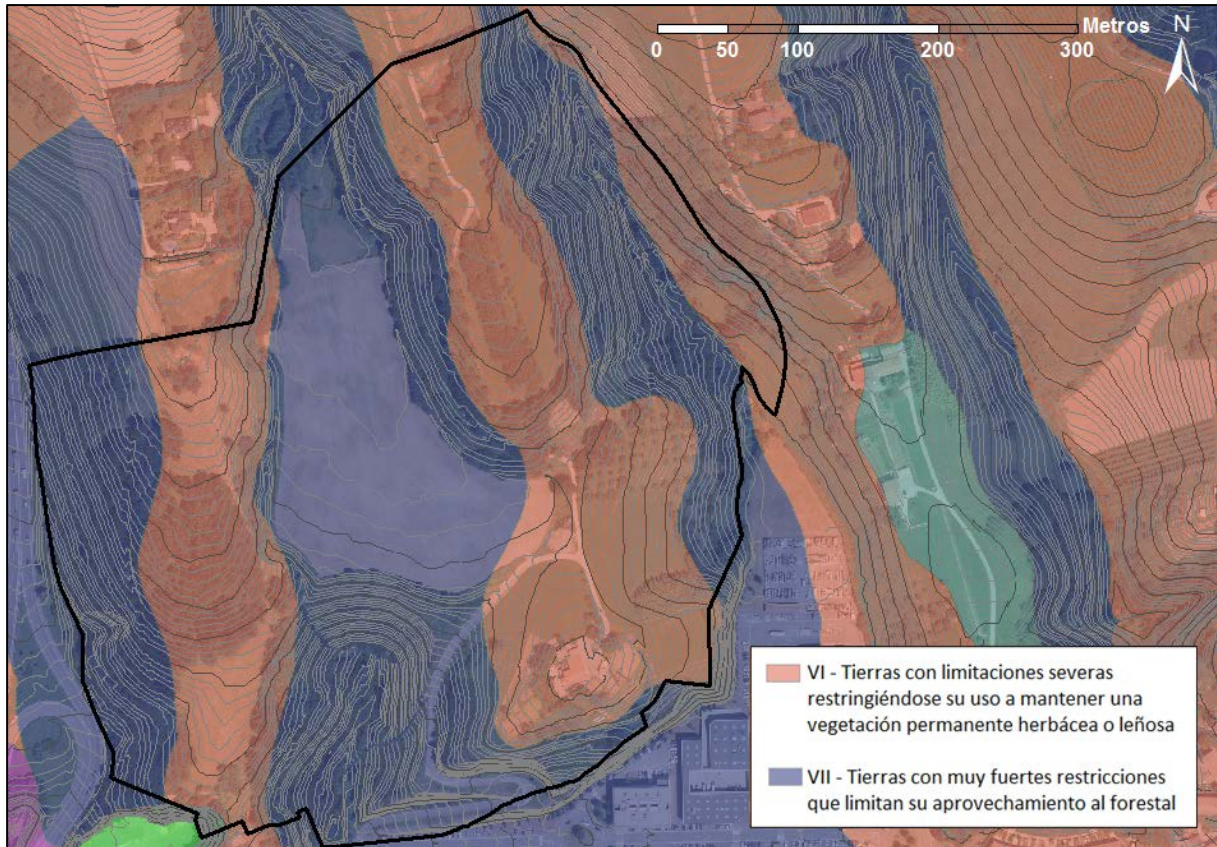 Metros
N
0 50 100 200 300
VI - Tierras con limitaciones severas
restringiéndose su uso a mantener una
vegetación permanente herbácea o leñosa
VII - Tierras con muy fuertes restricciones
que limitan su aprovechamiento al forestal